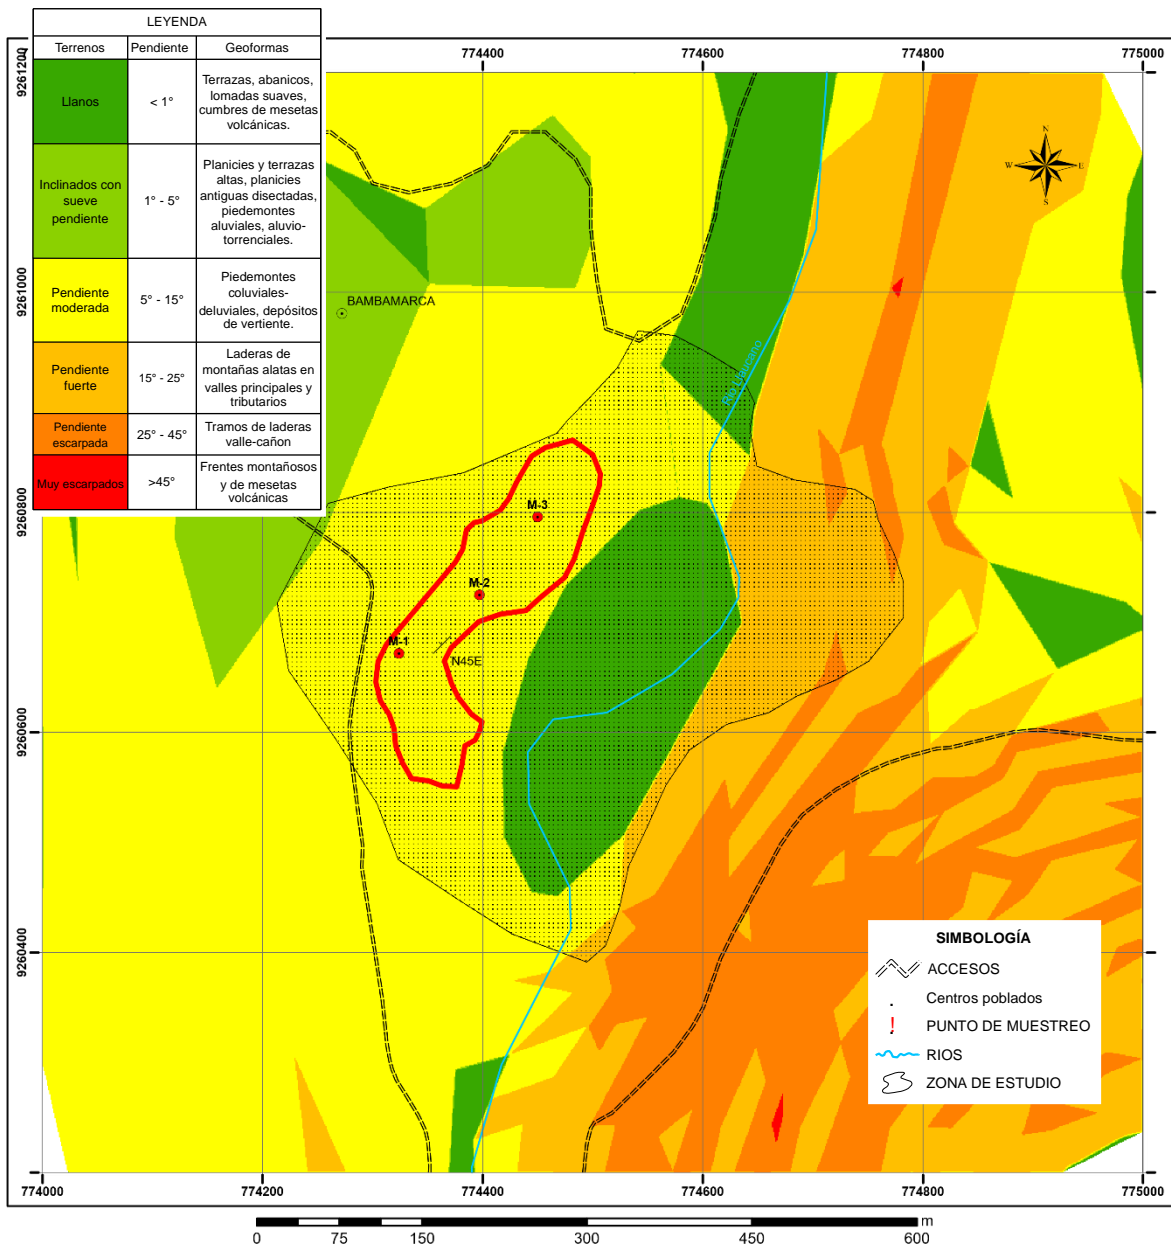 LEYENDA
Terrenos Pendiente Geoformas
Llanos < 1° Terrazas, abanicos,
lomadas suaves,
cumbres de mesetas
volcánicas.
Inclinados con
sueve
pendiente
1° - 5°
Planicies y terrazas
altas, planicies
antiguas disectadas,
piedemontes
aluviales, aluvio-
torrenciales.
Pendiente
moderada
5° - 15°
Piedemontes
coluviales-
deluviales, depósitos
de vertiente.
Pendiente
fuerte
15° - 25°
Laderas de
montañas alatas en
valles principales y
tributarios
Pendiente
escarpada
25° - 45°
Tramos de laderas
valle-cañon
Muy escarpados
>45°
Frentes montañosos
y de mesetas
volcánicas
774400 774600 774800 775000
9261200
9261000
9260800
9260600
9260400
N
W E
S
BAMBAMARCA
Rio Llaucano
M-3
M-2
M-1
N45E
SIMBOLOGÍA
ACCESOS
Centros poblados
! PUNTO DE MUESTREO
RIOS
ZONA DE ESTUDIO
774000 774200 774400 774600 774800 775000
0 75 150 300 450 600 m